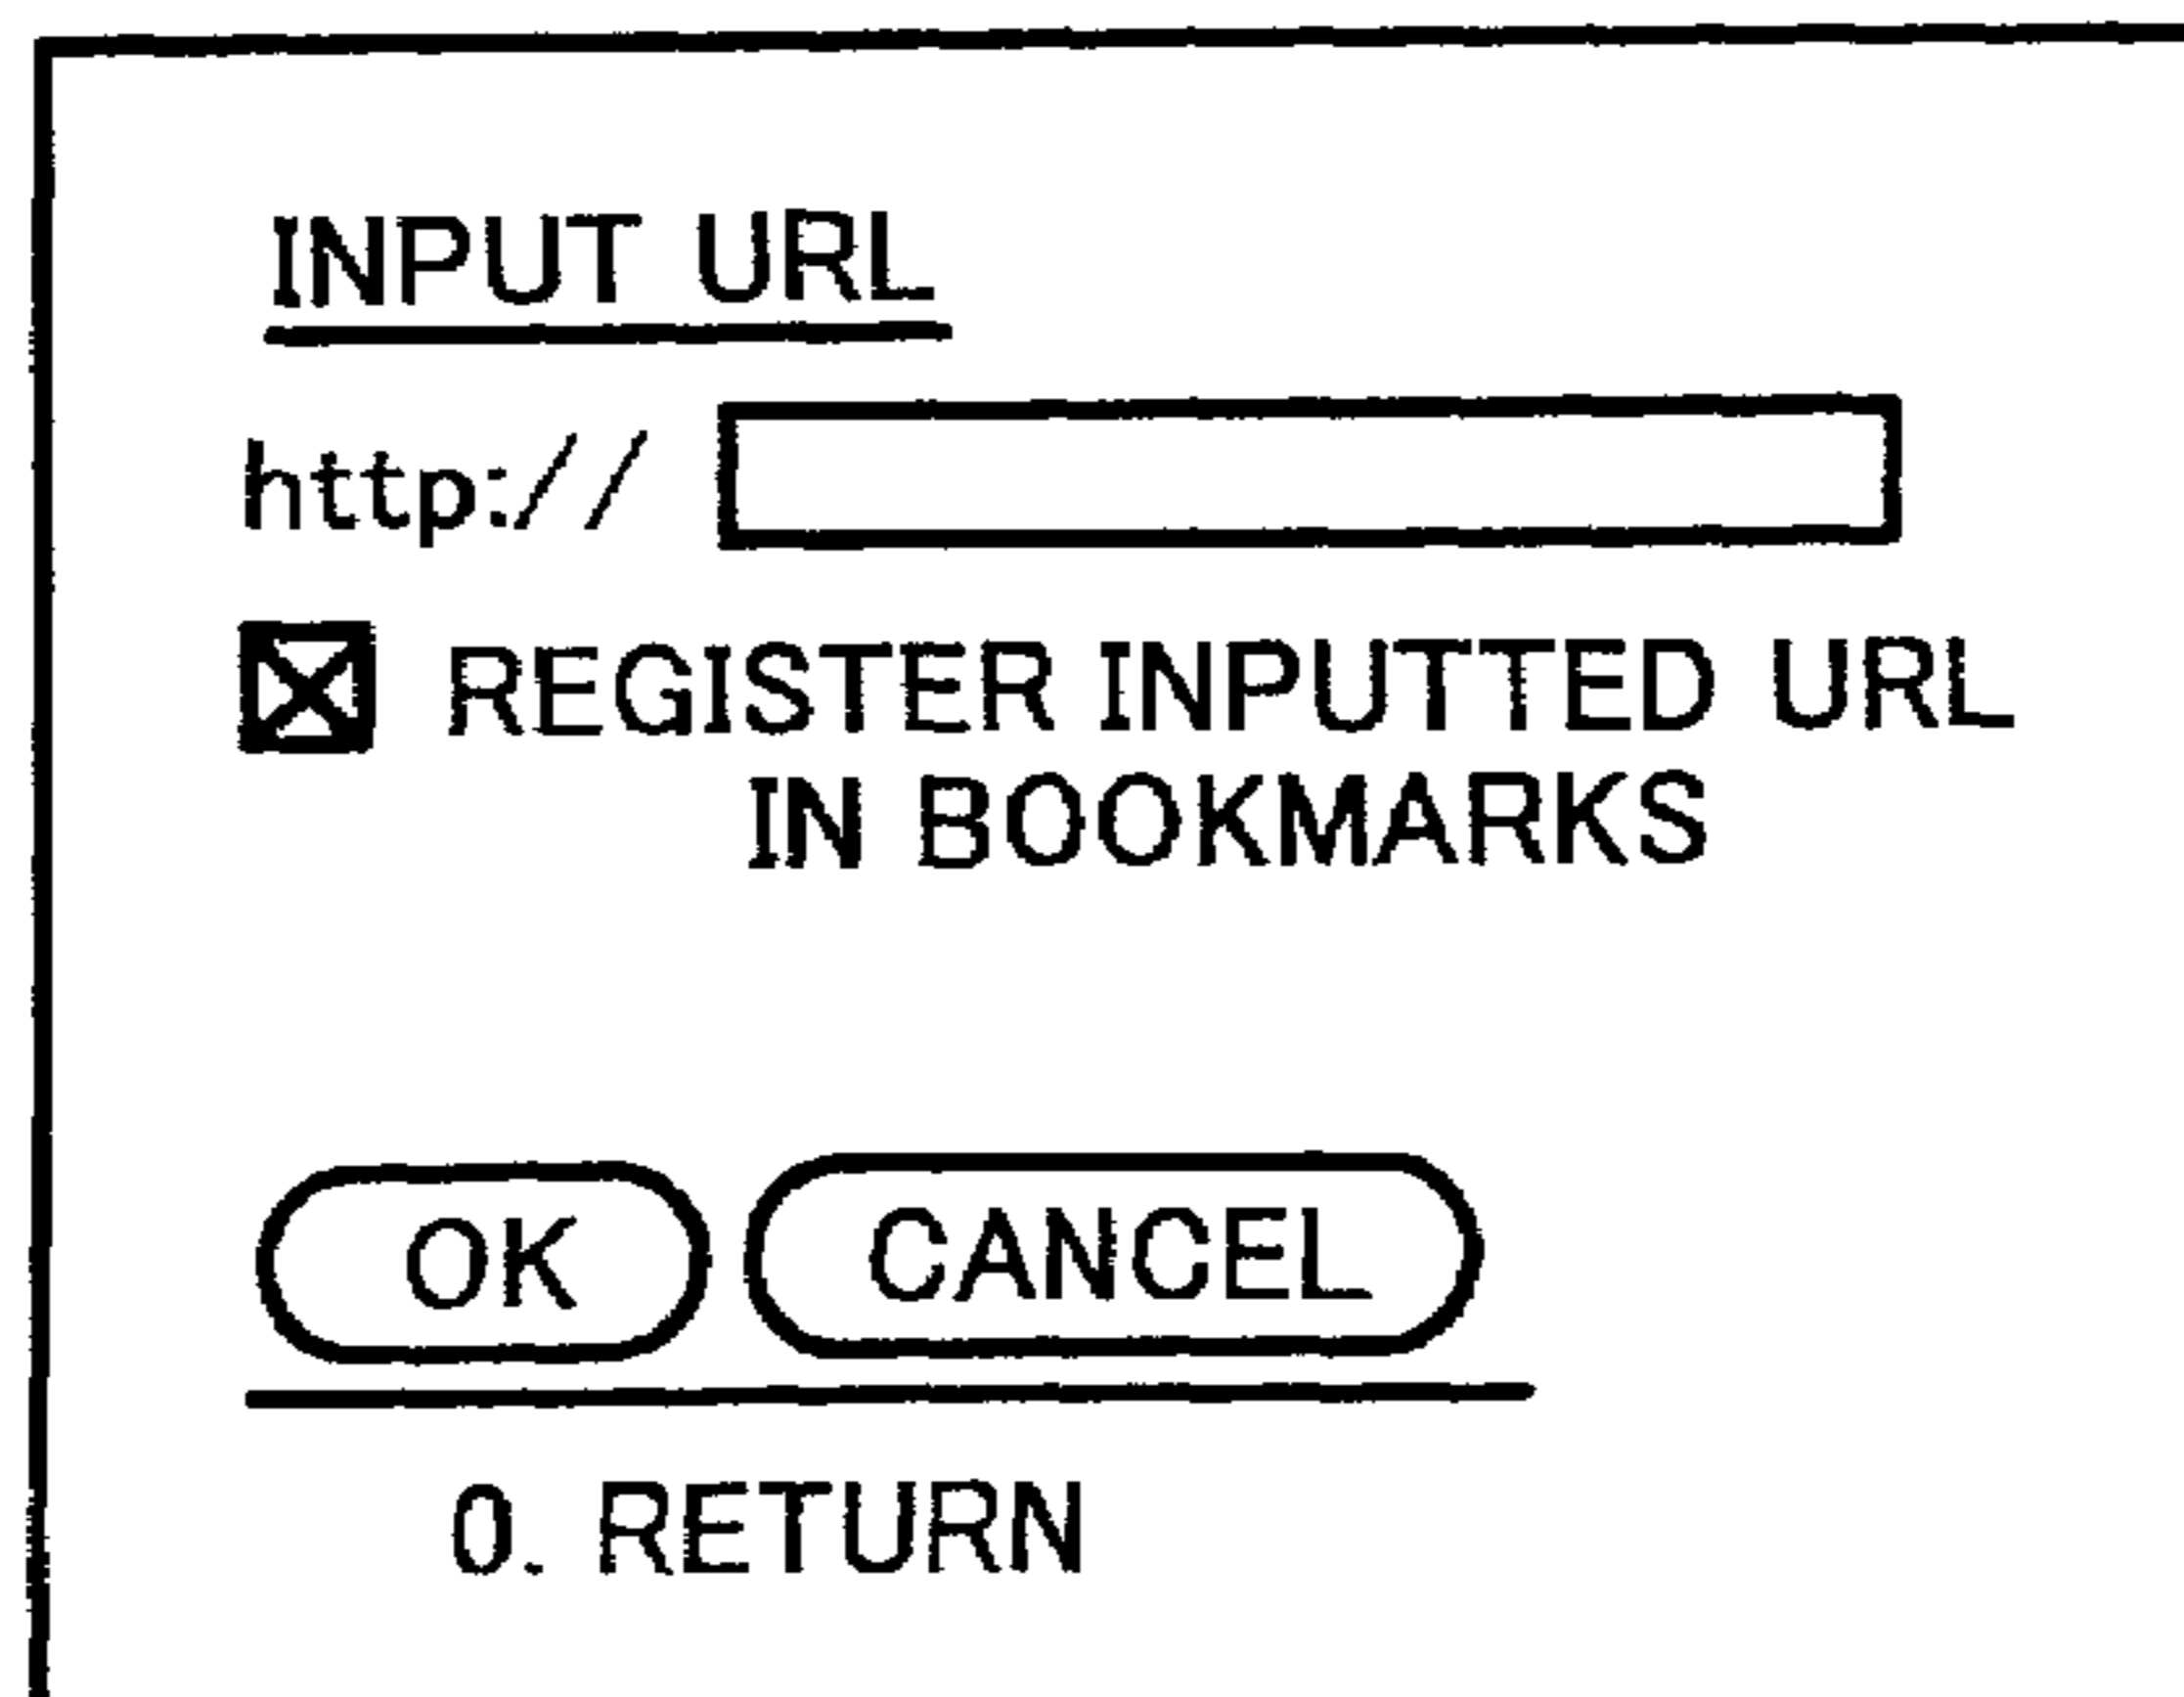 INPUT URL
http://
REGISTER INPUTTED URL
IN BOOKMARKS
OK CANCEL
0. RETURN